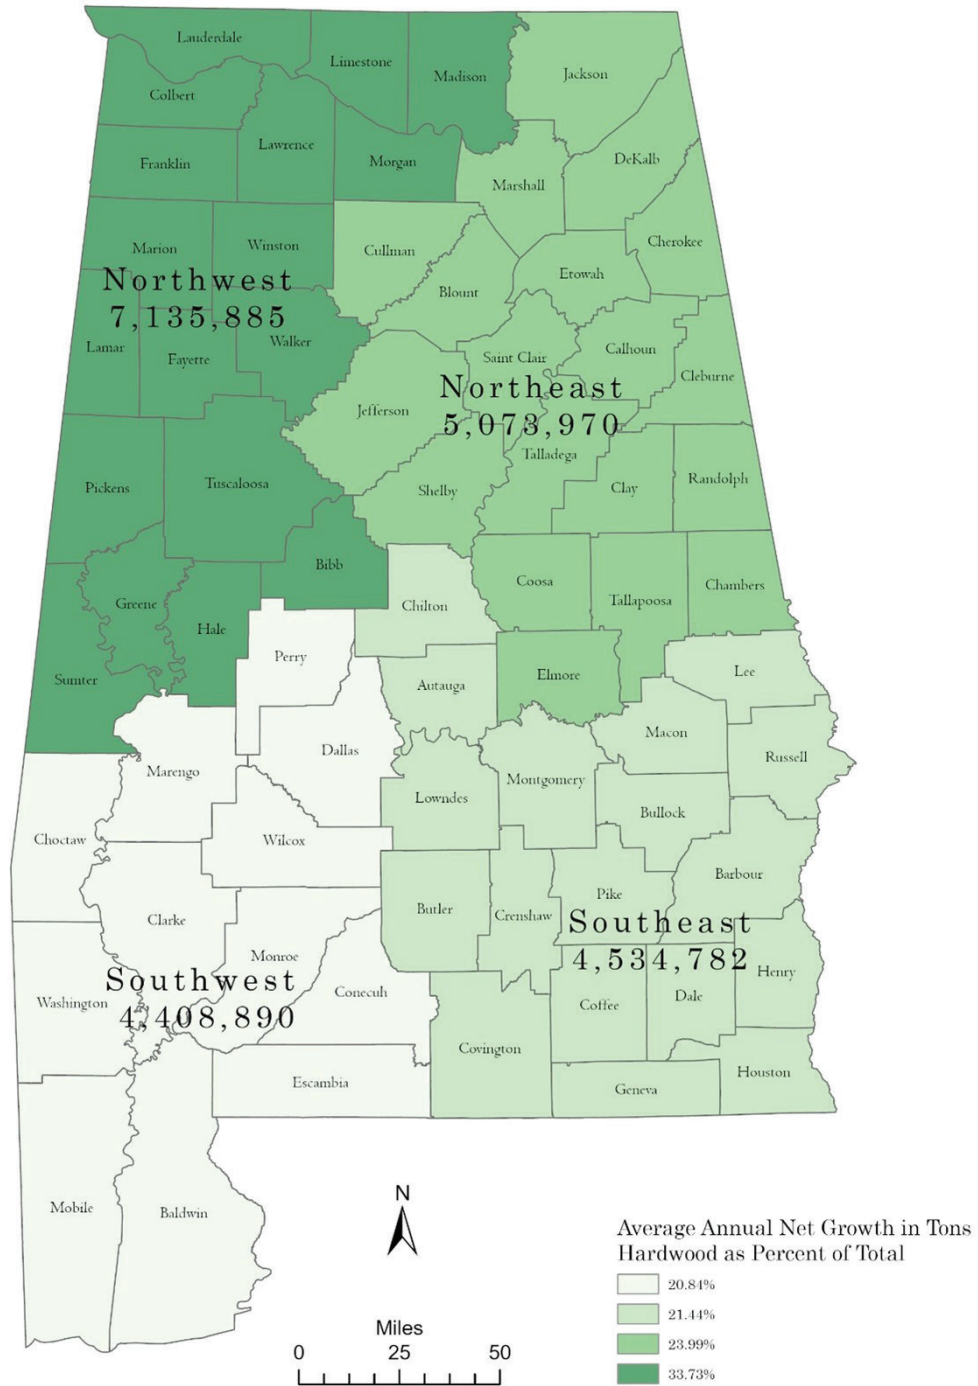 Lauderdale
Limestone
Madison
Jackson
Colbert
Lawrence
Franklin
Morgan
DeKalb
Marshall
Cherokee
Marion
Winston
Cullman
Etowah
Blount
Northwest
7,135,885
Lamar
Fayette
Walker
Saint Clair
Calhoun
Cleburne
Northeast
5,073,970
Jefferson
Talladega
Pickens
Tuscaloosa
Shelby
Clay
Randolph
Bibb
Coosa
Chambers
Tallapoosa
Greene
Chilton
Hale
Perry
Lee
Sumter
Autauga
Elmore
Macon
Dallas
Russell
Marengo
Montgomery
Lowndes
Bullock
Choctaw
Wilcox
Barbour
Pike
Butler
Crenshaw
Clarke
Southeast
4,534,782
Monroe
Henry
Southwest
4,408,890
Conecuh
Dale
Coffee
Washington
Covington
Houston
Escambia
Geneva
Mobile
Baldwin
N
Average Annual Net Growth in Tons
Hardwood as Percent of Total
20.84%
21.44%
23.99%
33.73%
Miles
0 25 50